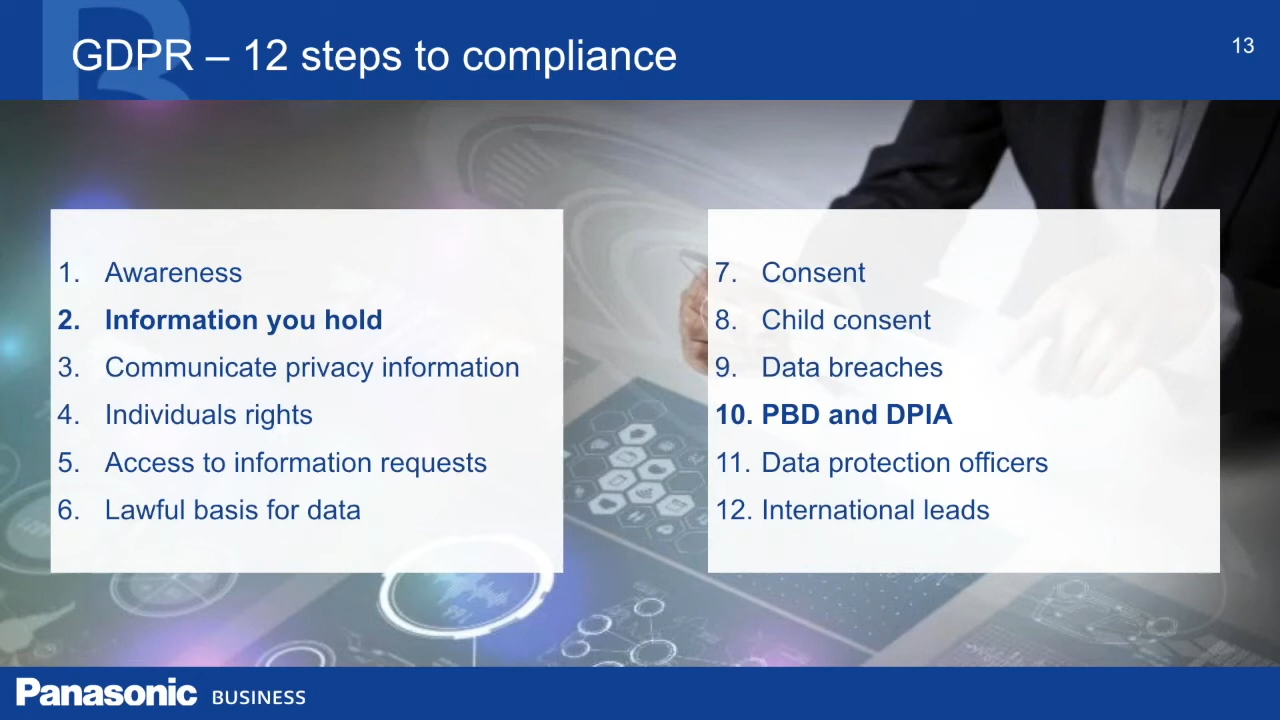 GDPR – 12 steps to compliance
13
1. Awareness
2. Information you hold
3. Communicate privacy information
4. Individuals rights
5. Access to information requests
6. Lawful basis for data
7. Consent
8. Child consent
9. Data breaches
10. PBD and DPIA
11. Data protection officers
12. International leads
Panasonic BUSINESS